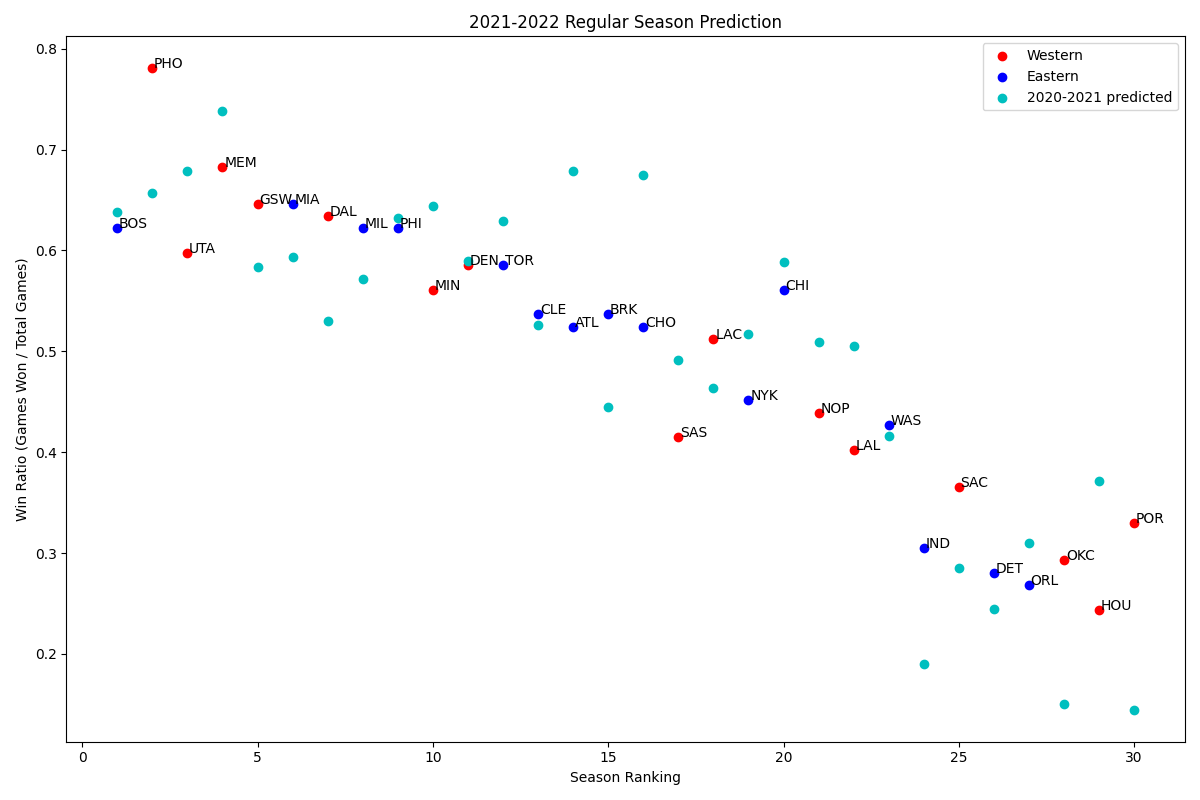 2021-2022 Regular Season Prediction
Western
Eastern
2020-2021 predicted
Win Ratio (Games Won / Total Games)
0.8
0.7
0.6
0.5
0.4
0.3
0.2
PHO
MEM
GSW
MIA
DAL
BOS
MIL
PHI
UTA
DEN
TOR
MIN
CHI
CLE
BRK
ATL
CHO
LAC
NYK
NOP
WAS
SAS
LAL
SAC
POR
IND
OKC
DET
ORL
HOU
0
5
10
15
20
25
30
Season Ranking